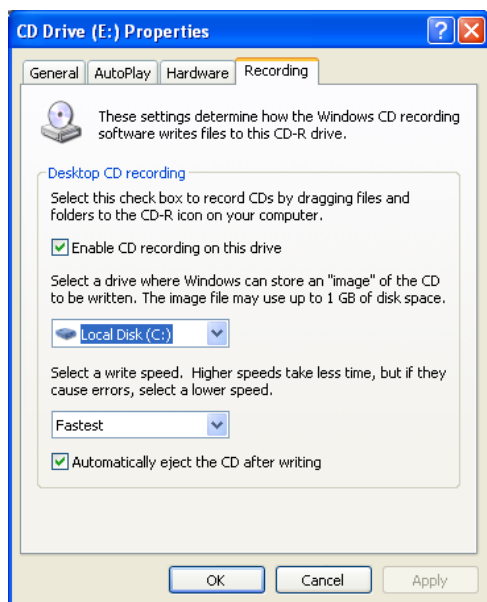 CD Drive (E:) Properties
General AutoPlay Hardware Recording
These settings determine how the Windows CD recording
software writes files to this CD-R drive.
Desktop CD recording
Select this check box to record CDs by dragging files and
folders to the CD-R icon on your computer.
Enable CD recording on this drive
Select a drive where Windows can store an "image" of the CD
to be written. The image file may use up to 1 GB of disk space.
Local Disk (C:)
Select a write speed. Higher speeds take less time, but if they
cause errors, select a lower speed.
Fastest
Automatically eject the CD after writing
OK Cancel Apply